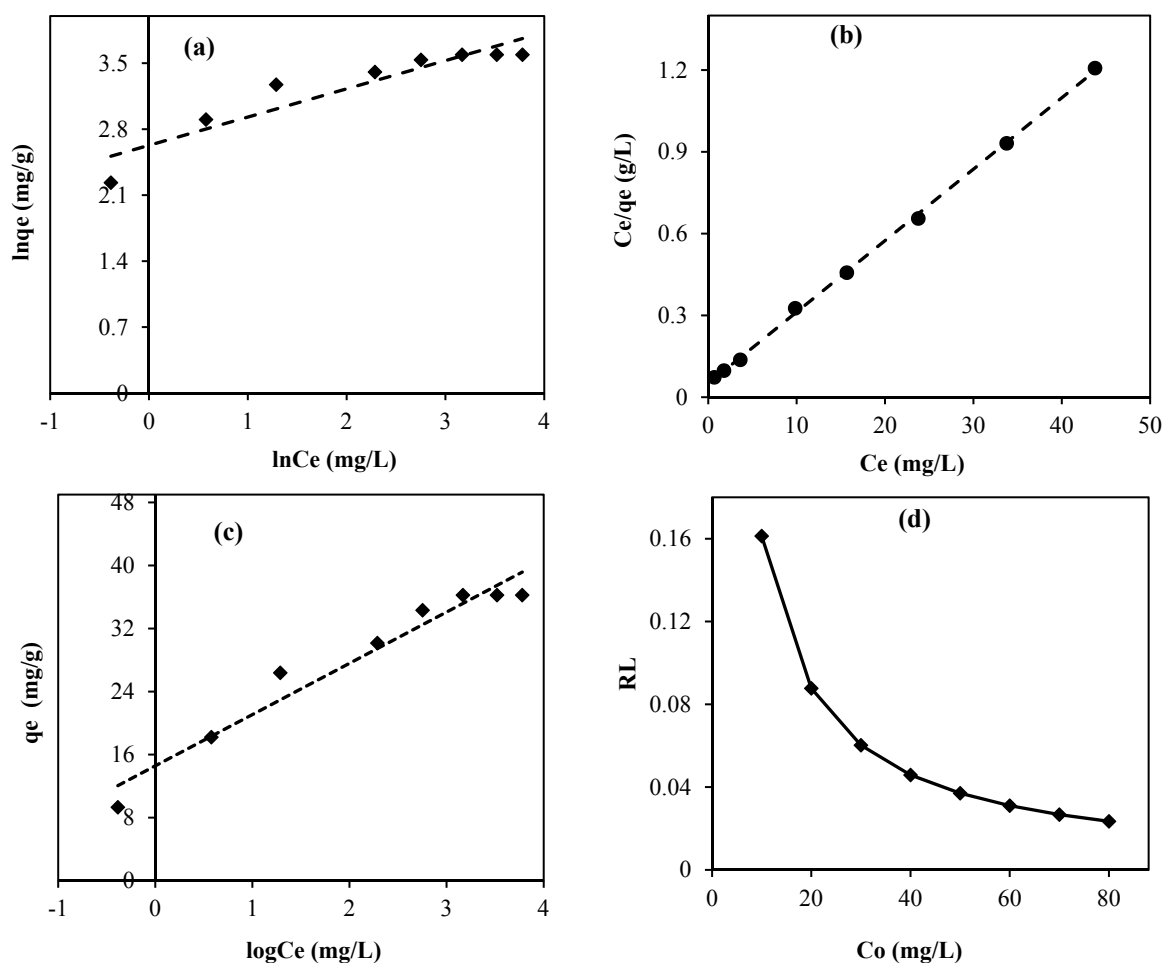 (a)
3.5
2.8
2.1
1.4
0.7
0
-1 0 1 2 3 4
lnqe (mg/g)
lnCe (mg/L)
(b)
1.2
0.9
0.6
0.3
0
0 10 20 30 40 50
Ce/qe (g/L)
Ce (mg/L)
(c)
48
40
32
24
16
8
0
-1 0 1 2 3 4
qe (mg/g)
logCe (mg/L)
(d)
0.16
0.12
0.08
0.04
0
0 20 40 60 80
RL
Co (mg/L)